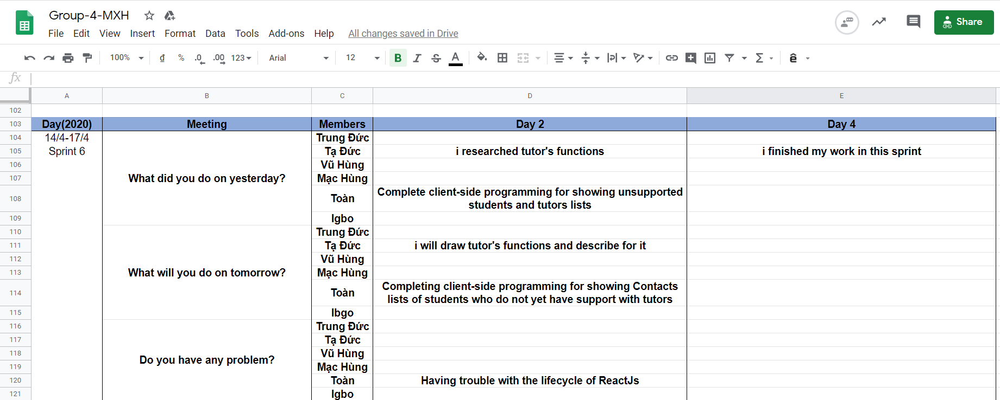 Group-4-MXH
File Edit View Insert Format Data Tools Add-ons Help All changes saved in Drive
Share
100% đ % .0 .00 123 Arial 12 B I S A Σ ê
fx
A B C D E
102
103 Day(2020) Meeting Members Day 2 Day 4
104 14/4-17/4 Trung Đức
105 Sprint 6 Tạ Đức i researched tutor's functions i finished my work in this sprint
106 Vũ Hùng
107 What did you do on yesterday? Mạc Hùng
108 Toàn Complete client-side programming for showing unsupported
students and tutors lists
109 Igbo
110 Trung Đức
111 Tạ Đức i will draw tutor's functions and describe for it
112 Vũ Hùng
113 What will you do on tomorrow? Mạc Hùng
114 Toàn Completing client-side programming for showing Contacts
lists of students who do not yet have support with tutors
115 Ibgo
116 Trung Đức
117 Tạ Đức
118 Vũ Hùng
Do you have any problem?
119 Mạc Hùng
120 Toàn Having trouble with the lifecycle of ReactJs
121 Igbo